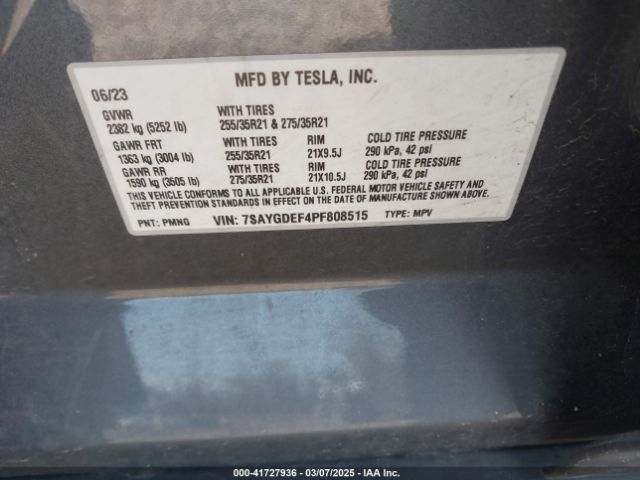 MFD BY TESLA, INC.
06/23
GVWR WITH TIRES
2382 kg (5252 lb) 255/35R21 & 275/35R21
GAWR FRT WITH TIRES RIM COLD TIRE PRESSURE
1363 kg (3004 lb) 255/35R21 21X9.5J 290 kPa, 42 psi
GAWR RR WITH TIRES RIM COLD TIRE PRESSURE
1590 kg (3505 lb) 275/35R21 21X10.5J 290 kPa, 42 psi
THIS VEHICLE CONFORMS TO ALL APPLICABLE U.S. FEDERAL MOTOR VEHICLE SAFETY AND
THEFT PREVENTION STANDARDS IN EFFECT ON THE DATE OF MANUFACTURE SHOWN ABOVE.
PNT: PMNG VIN: 7SAYGDEF4PF808515 TYPE: MPV
000-41727936 - 03/07/2025 - IAA Inc.